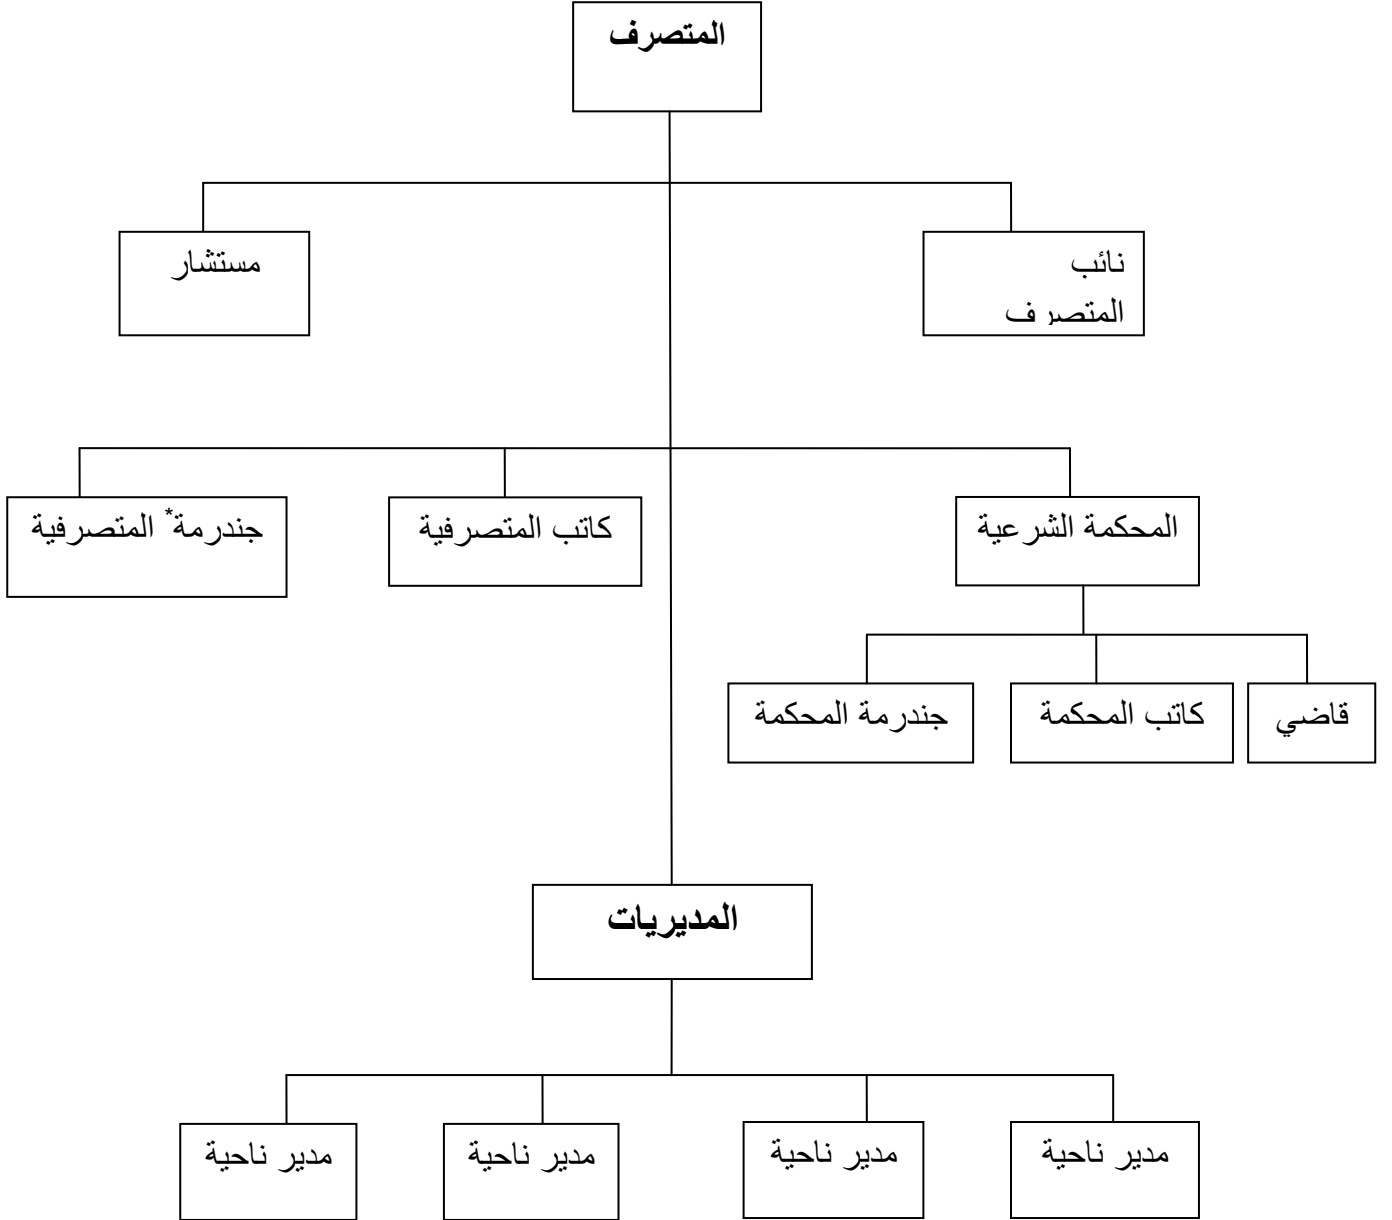 المتصرف
نائب
المتصرف
مستشار
المحكمة الشرعية
كاتب المتصرفية
جندرمة* المتصرفية
قاضي
كاتب المحكمة
جندرمة المحكمة
المديريات
مدير ناحية
مدير ناحية
مدير ناحية
مدير ناحية